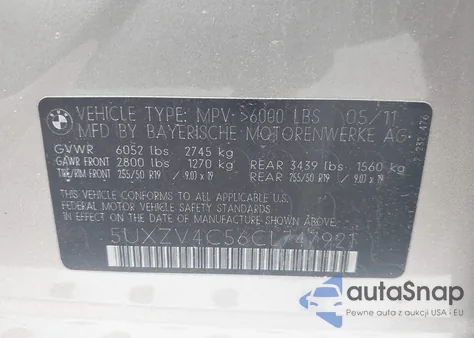 BMW
VEHICLE TYPE: MPV->6000 LBS 05/11
MFD BY BAYERISCHE MOTORENWERKE AG
GVWR 6052 lbs 2745 kg
GAWR FRONT 2800 lbs 1270 kg REAR 3439 lbs 1560 kg
TIRE/RIM FRONT 255/50 R19 / 9.0J x 19 REAR 255/50 R19 / 9.0J x 19
THIS VEHICLE CONFORMS TO ALL APPLICABLE U.S.
FEDERAL MOTOR VEHICLE SAFETY STANDARDS IN EFFECT
ON THE DATE OF MANUFACTURE SHOWN ABOVE.
5UXZV4C56CL747921
autoSnap
Pewne auta z aukcji USA i EU